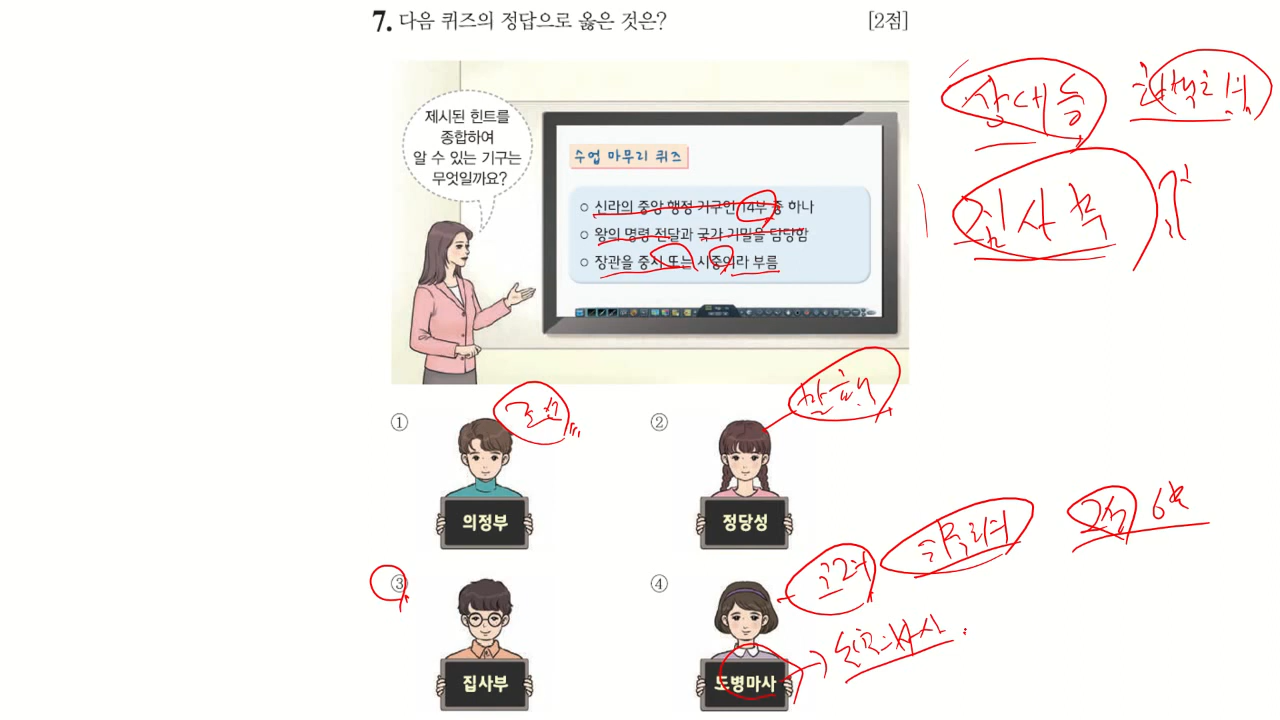 7. 다음 퀴즈의 정답으로 옳은 것은? [2점]
제시된 힌트를
종합하여
알 수 있는 기구는
무엇일까요?
수업 마무리 퀴즈
○ 신라의 중앙 행정 기구인 14부 중 하나
○ 왕의 명령 전달과 국가 기밀을 담당함
○ 장관을 중시 또는 시중이라 부름
상대등
집사부
①
조선
의정부
②
발해
정당성
③
집사부
④
고려
2성 6부
도병마사